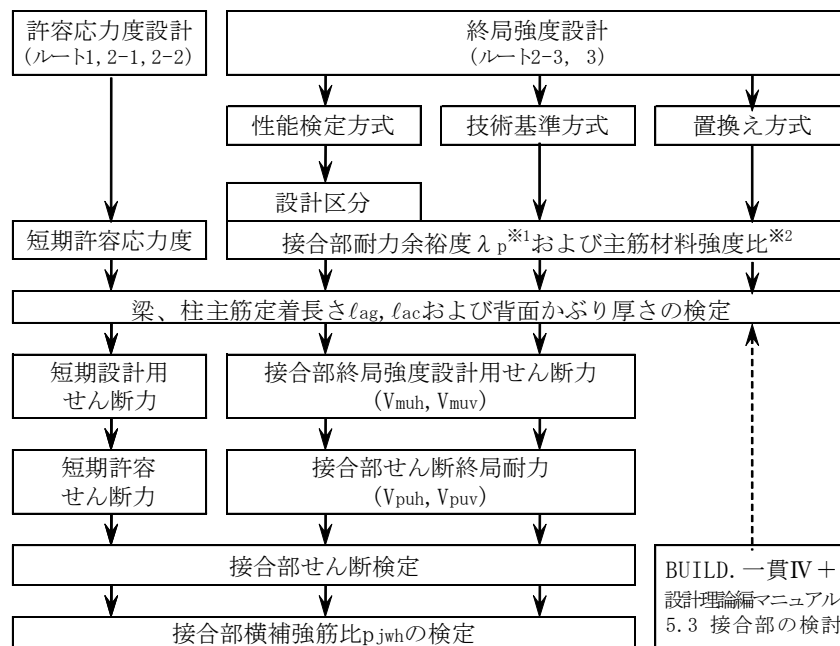 許容応力度設計
(ルート1, 2-1, 2-2)
終局強度設計
(ルート2-3, 3)
性能検定方式
技術基準方式
置換え方式
設計区分
短期許容応力度
接合部耐力余裕度λp※1および主筋材料強度比※2
梁、柱主筋定着長さℓag,ℓacおよび背面かぶり厚さの検定
短期設計用
せん断力
接合部終局強度設計用せん断力
(Vmuh, Vmuv)
短期許容
せん断力
接合部せん断終局耐力
(Vpuh, Vpuv)
接合部せん断検定
接合部横補強筋比pjwhの検定
BUILD. 一貫Ⅳ+
設計理論編マニュアル
5.3 接合部の検討